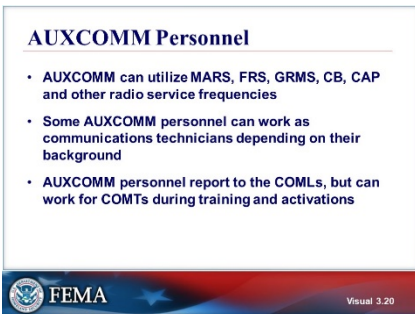 AUXCOMM Personnel
• AUXCOMM can utilize MARS, FRS, GRMS, CB, CAP
and other radio service frequencies
• Some AUXCOMM personnel can work as
communications technicians depending on their
background
• AUXCOMM personnel report to the COMLs, but can
work for COMTs during training and activations
FEMA
Visual 3.20